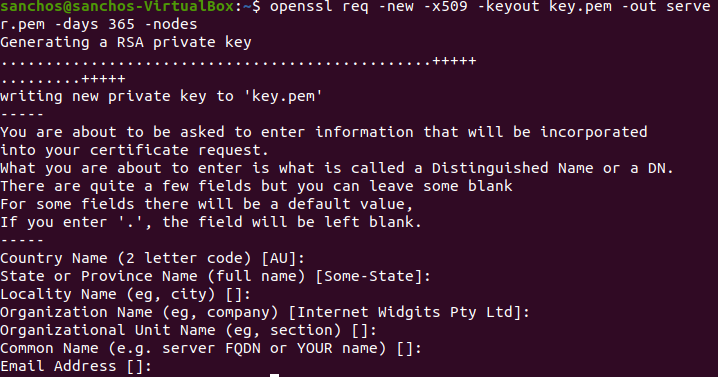 sanchos@sanchos-VirtualBox:~$ openssl req -new -x509 -keyout key.pem -out serve
r.pem -days 365 -nodes
Generating a RSA private key
................................................+++++
.........+++++
writing new private key to 'key.pem'
-----
You are about to be asked to enter information that will be incorporated
into your certificate request.
What you are about to enter is what is called a Distinguished Name or a DN.
There are quite a few fields but you can leave some blank
For some fields there will be a default value,
If you enter '.', the field will be left blank.
-----
Country Name (2 letter code) [AU]:
State or Province Name (full name) [Some-State]:
Locality Name (eg, city) []:
Organization Name (eg, company) [Internet Widgits Pty Ltd]:
Organizational Unit Name (eg, section) []:
Common Name (e.g. server FQDN or YOUR name) []:
Email Address []: